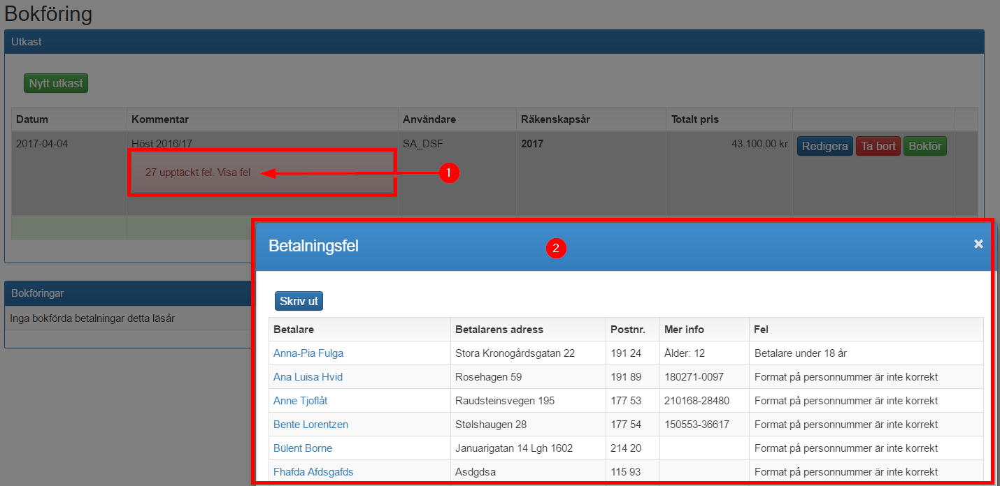 Bokföring
Utkast
Nytt utkast
Datum Kommentar Användare Räkenskapsår Totalt pris
2017-04-04 Höst 2016/17 SA_DSF 2017 43.100,00 kr Redigera Ta bort Bokför
27 upptäckt fel. Visa fel 1
Betalningsfel 2 ×
Bokföringar
Inga bokförda betalningar detta läsår
Skriv ut
Betalare Betalarens adress Postnr. Mer info Fel
Anna-Pia Fulga Stora Kronogårdsgatan 22 191 24 Ålder: 12 Betalare under 18 år
Ana Luisa Hvid Rosehagen 59 191 89 180271-0097 Format på personnummer är inte korrekt
Anne Tjoflåt Raudsteinsvegen 195 177 53 210168-28480 Format på personnummer är inte korrekt
Bente Lorentzen Stølshaugen 28 177 54 150553-36617 Format på personnummer är inte korrekt
Bülent Borne Januarigatan 14 Lgh 1602 214 20 Format på personnummer är inte korrekt
Fhafda Afdsgafds Asdgdsa 115 93 Format på personnummer är inte korrekt